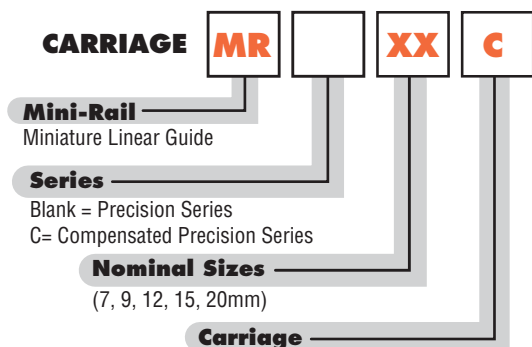 CARRIAGE MR XX C
Mini-Rail
Miniature Linear Guide
Series
Blank = Precision Series
C= Compensated Precision Series
Nominal Sizes
(7, 9, 12, 15, 20mm)
Carriage